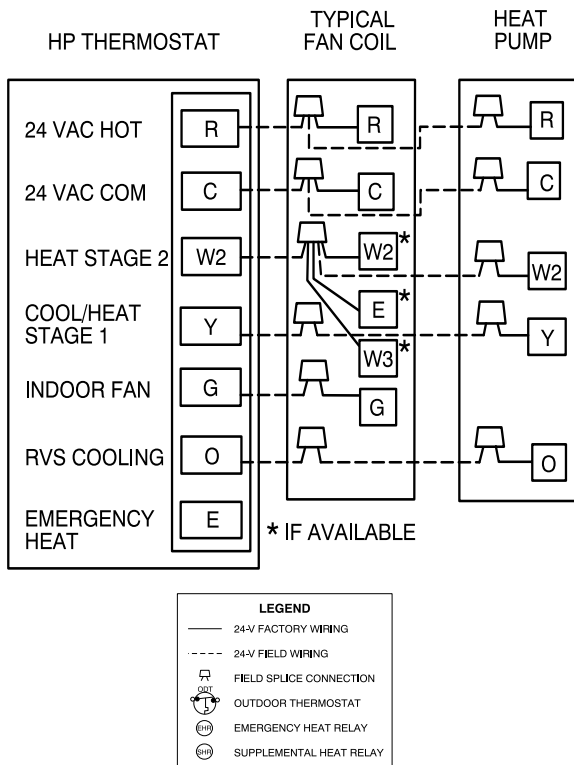 HP THERMOSTAT
TYPICAL
FAN COIL
HEAT
PUMP
24 VAC HOT R R R
24 VAC COM C C C
HEAT STAGE 2 W2 W2* W2
E*
COOL/HEAT
STAGE 1 Y Y
W3*
INDOOR FAN G G
RVS COOLING O O
EMERGENCY
HEAT E
* IF AVAILABLE
LEGEND
24-V FACTORY WIRING
24-V FIELD WIRING
FIELD SPLICE CONNECTION
ODT
OUTDOOR THERMOSTAT
EHR EMERGENCY HEAT RELAY
SHR SUPPLEMENTAL HEAT RELAY